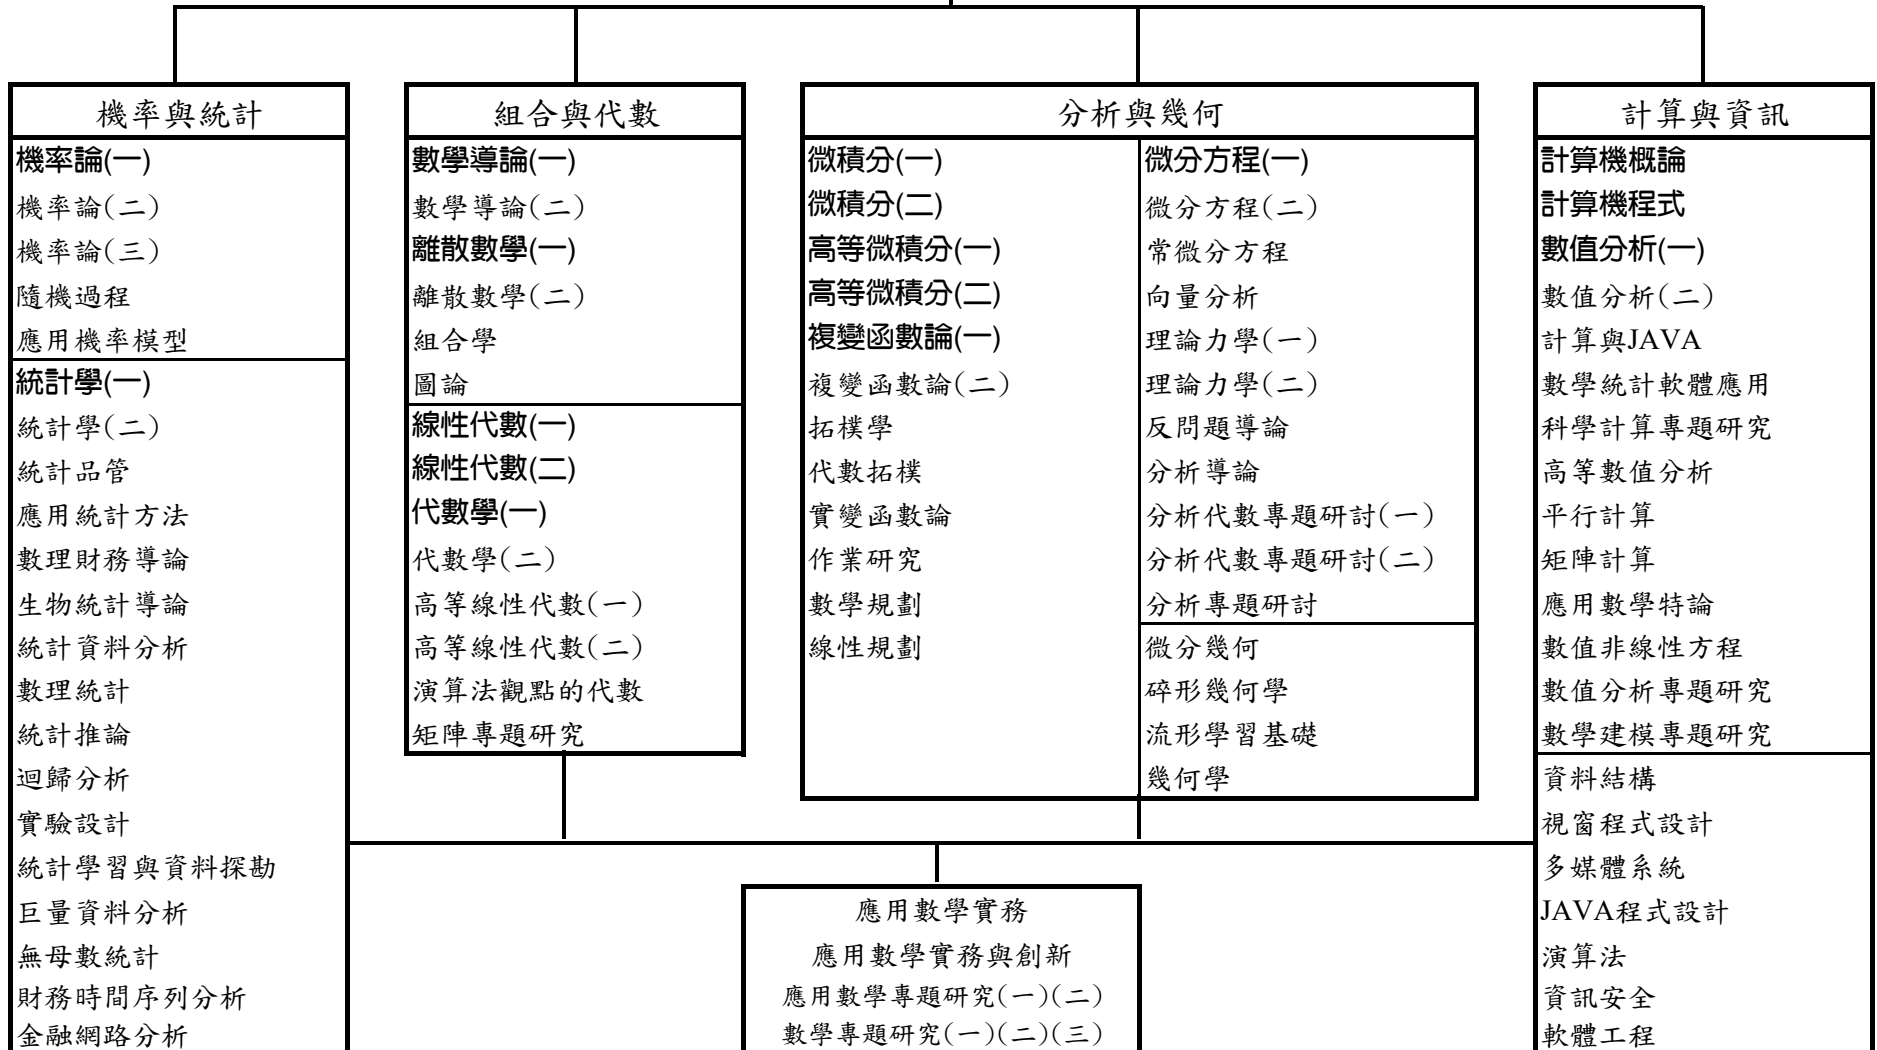 機率與統計
機率論(一)
機率論(二)
機率論(三)
隨機過程
應用機率模型
統計學(一)
統計學(二)
統計品管
應用統計方法
數理財務導論
生物統計導論
統計資料分析
數理統計
統計推論
迴歸分析
實驗設計
統計學習與資料探勘
巨量資料分析
無母數統計
財務時間序列分析
金融網路分析
組合與代數
數學導論(一)
數學導論(二)
離散數學(一)
離散數學(二)
組合學
圖論
線性代數(一)
線性代數(二)
代數學(一)
代數學(二)
高等線性代數(一)
高等線性代數(二)
演算法觀點的代數
矩陣專題研究
分析與幾何
微積分(一)
微積分(二)
高等微積分(一)
高等微積分(二)
複變函數論(一)
複變函數論(二)
拓樸學
代數拓樸
實變函數論
作業研究
數學規劃
線性規劃
微分方程(一)
微分方程(二)
常微分方程
向量分析
理論力學(一)
理論力學(二)
反問題導論
分析導論
分析代數專題研討(一)
分析代數專題研討(二)
分析專題研討
微分幾何
碎形幾何學
流形學習基礎
幾何學
計算與資訊
計算機概論
計算機程式
數值分析(一)
數值分析(二)
計算與JAVA
數學統計軟體應用
科學計算專題研究
高等數值分析
平行計算
矩陣計算
應用數學特論
數值非線性方程
數值分析專題研究
數學建模專題研究
資料結構
視窗程式設計
多媒體系統
JAVA程式設計
演算法
資訊安全
軟體工程
應用數學實務
應用數學實務與創新
應用數學專題研究(一)(二)
數學專題研究(一)(二)(三)